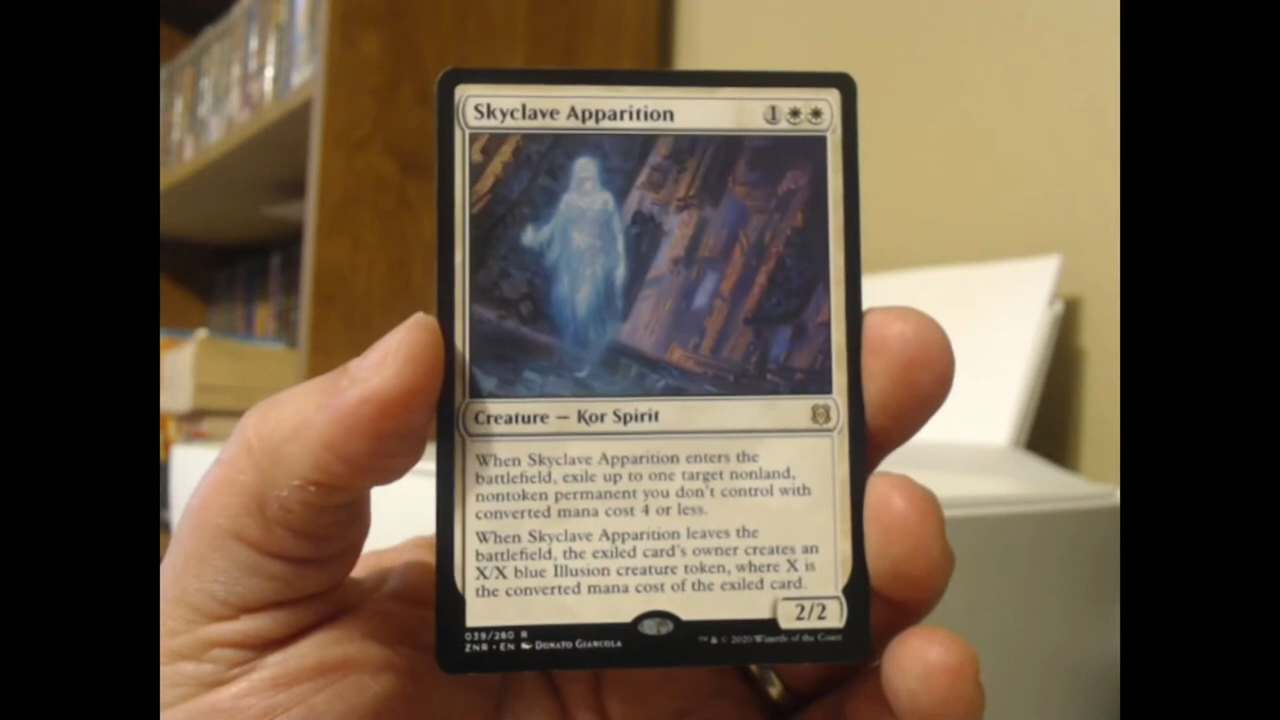 Skyclave Apparition 1
Creature — Kor Spirit
When Skyclave Apparition enters the
battlefield, exile up to one target nonland,
nontoken permanent you don't control with
converted mana cost 4 or less.
When Skyclave Apparition leaves the
battlefield, the exiled card's owner creates an
X/X blue Illusion creature token, where X is
the converted mana cost of the exiled card.
2/2
039/280 R
ZNR • EN Donato Giancola
™ & © 2020 Wizards of the Coast